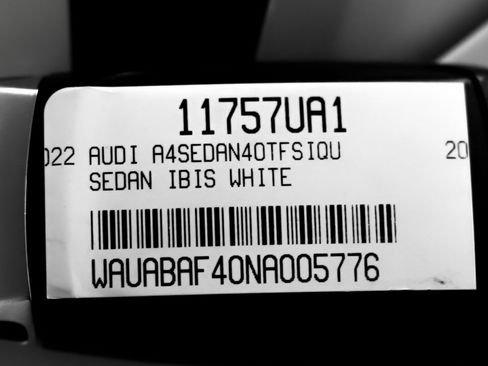 11757UA1
022 AUDI A4SEDAN40TFSIQU 20
SEDAN IBIS WHITE
WAUABAF40NA005776